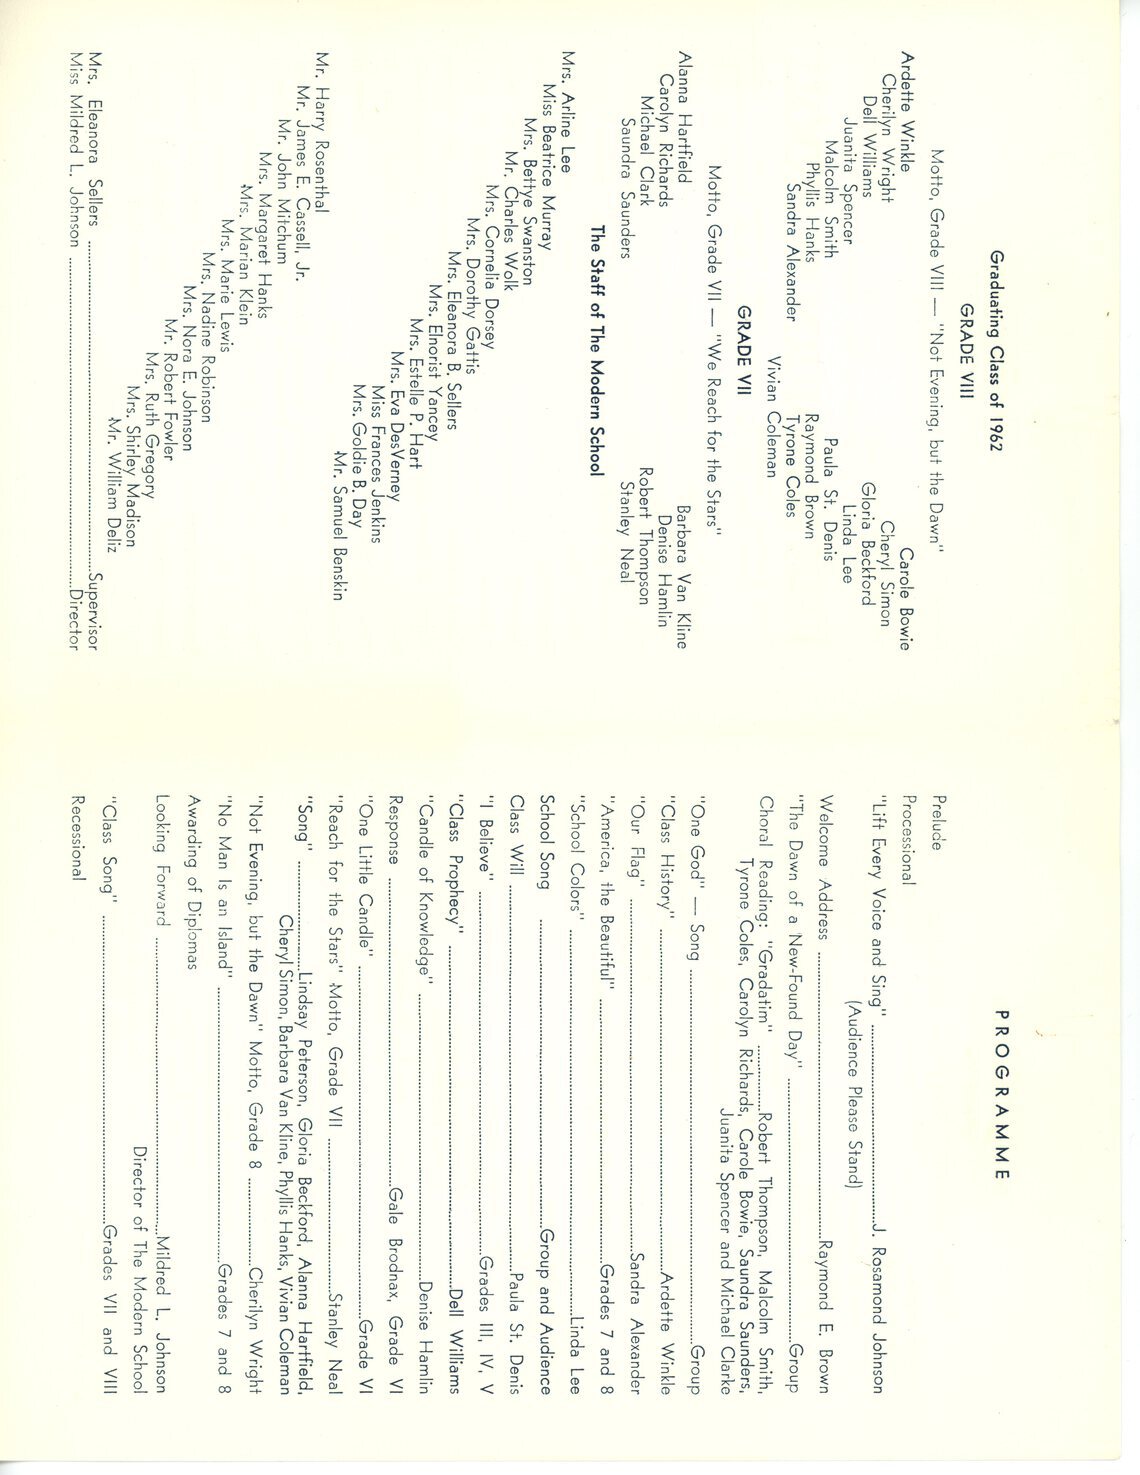 Graduating Class of 1962
GRADE VIII
Motto, Grade VIII — "Not Evening, but the Dawn"
Ardette Winkle
Cherilyn Wright
Dell Williams
Juanita Spencer
Malcolm Smith
Phyllis Hanks
Sandra Alexander
Vivian Coleman
Tyrone Coles
Raymond Brown
Paula St. Denis
Linda Lee
Gloria Beckford
Cheryl Simon
Carole Bowie
GRADE VII
Motto, Grade VII — "We Reach for the Stars"
Alanna Hartfield
Carolyn Richards
Michael Clark
Saundra Saunders
Stanley Neal
Robert Thompson
Denise Hamlin
Barbara Van Kline
The Staff of The Modern School
Mrs. Arline Lee
Miss Beatrice Murray
Mrs. Bettye Swanston
Mr. Charles Wolk
Mrs. Cornelia Dorsey
Mrs. Dorothy Gattis
Mrs. Eleanora B. Sellers
Mrs. Elnorist Yancey
Mrs. Estelle P. Hart
Mrs. Eva DesVerney
Miss Frances Jenkins
Mrs. Goldie B. Day
Mr. Samuel Benskin
Mr. Harry Rosenthal
Mr. James E. Cassell, Jr.
Mr. John Mitchum
Mrs. Margaret Hanks
Mrs. Marian Klein
Mrs. Marie Lewis
Mrs. Nadine Robinson
Mrs. Nora E. Johnson
Mr. Robert Fowler
Mrs. Ruth Gregory
Mrs. Shirley Madison
Mr. William Deliz
Mrs. Eleanora Sellers ........ Supervisor
Miss Mildred L. Johnson ........ Director
PROGRAMME
Prelude
Processional
"Lift Every Voice and Sing" ........ J. Rosamond Johnson
(Audience Please Stand)
Welcome Address ........ Raymond E. Brown
"The Dawn of a New-Found Day" ........ Group
Choral Reading: "Gradatim" ........ Robert Thompson, Malcolm Smith,
Tyrone Coles, Carolyn Richards, Carole Bowie, Saundra Saunders,
Juanita Spencer and Michael Clarke
"One God" — Song ........ Group
"Class History" ........ Ardette Winkle
"Our Flag" ........ Sandra Alexander
"America, the Beautiful" ........ Grades 7 and 8
"School Colors" ........ Linda Lee
School Song ........ Group and Audience
Class Will ........ Paula St. Denis
"I Believe" ........ Grades III, IV, V
"Class Prophecy" ........ Dell Williams
"Candle of Knowledge" ........ Denise Hamlin
Response ........ Gale Brodnax, Grade VI
"One Little Candle" ........ Grade VI
"Reach for the Stars" Motto, Grade VII ........ Stanley Neal
"Song" ........ Lindsay Peterson, Gloria Beckford, Alanna Hartfield,
Cheryl Simon, Barbara Van Kline, Phyllis Hanks, Vivian Coleman
"Not Evening, but the Dawn" Motto, Grade 8 ........ Cherilyn Wright
"No Man Is an Island" ........ Grades 7 and 8
Awarding of Diplomas
Looking Forward ........ Mildred L. Johnson
Director of The Modern School
"Class Song" ........ Grades VII and VIII
Recessional